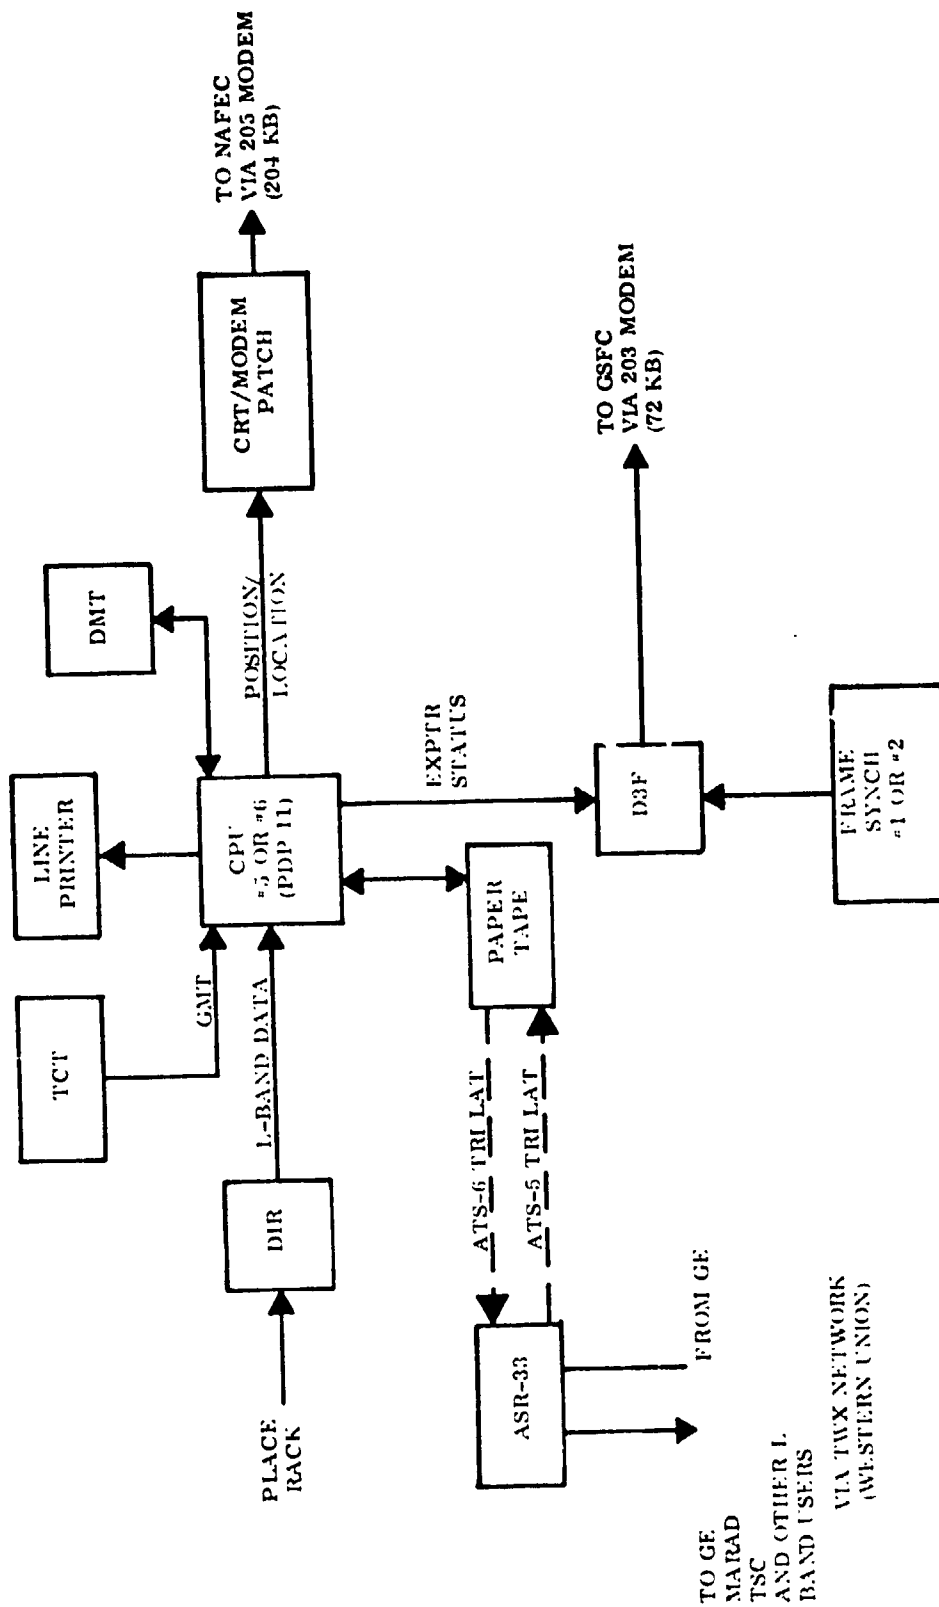 TCT
LINE
PRINTER
DMT
TO NAFEC
VIA 205 MODEM
(204 KB)
GMT
CPU
#5 OR #6
(PDP 11)
POSITION/
LOCATION
CRT/MODEM
PATCH
PLACE
RACK
DIR
L-BAND DATA
EXPTR
STATUS
ASR-33
ATS-6 TRI LAT
ATS-5 TRI LAT
PAPER
TAPE
D3F
TO GSFC
VIA 203 MODEM
(72 KB)
FROM GE
TO GE
MARAD
TSC
AND OTHER L
BAND USERS
VIA TWX NETWORK
(WESTERN UNION)
FRAME
SYNCH
#1 OR #2